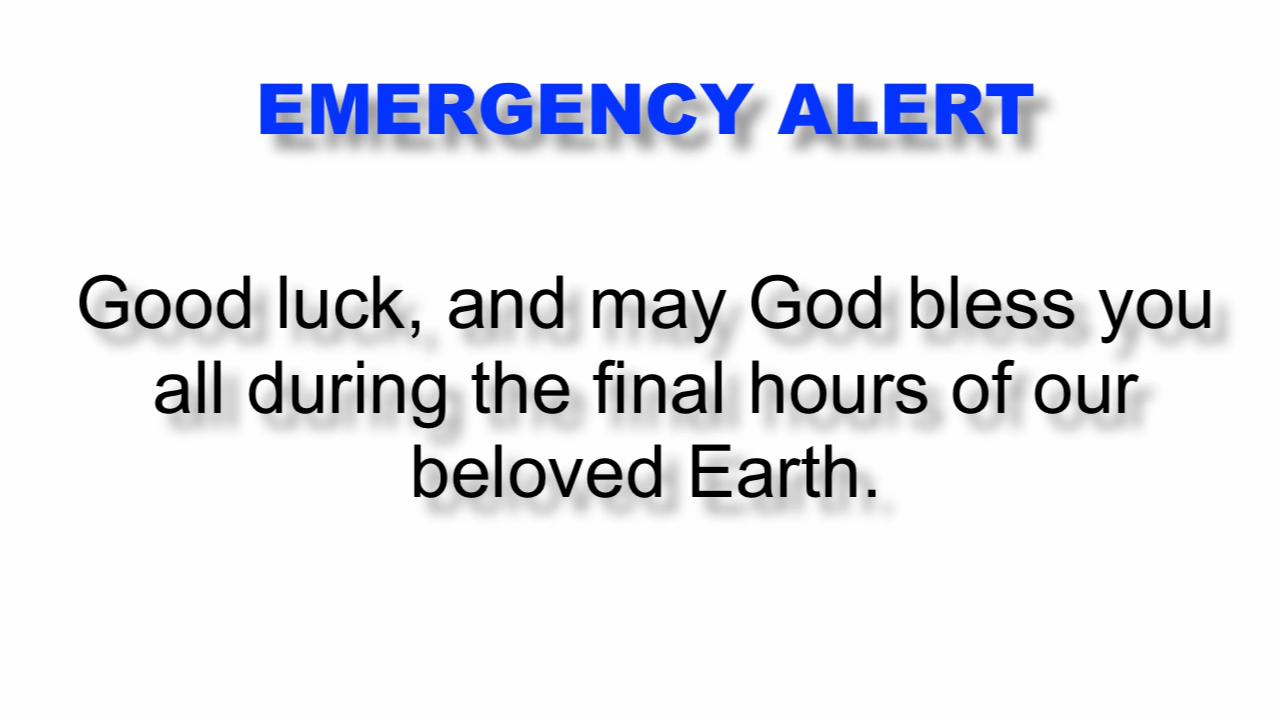 EMERGENCY ALERT
Good luck, and may God bless you
all during the final hours of our
beloved Earth.